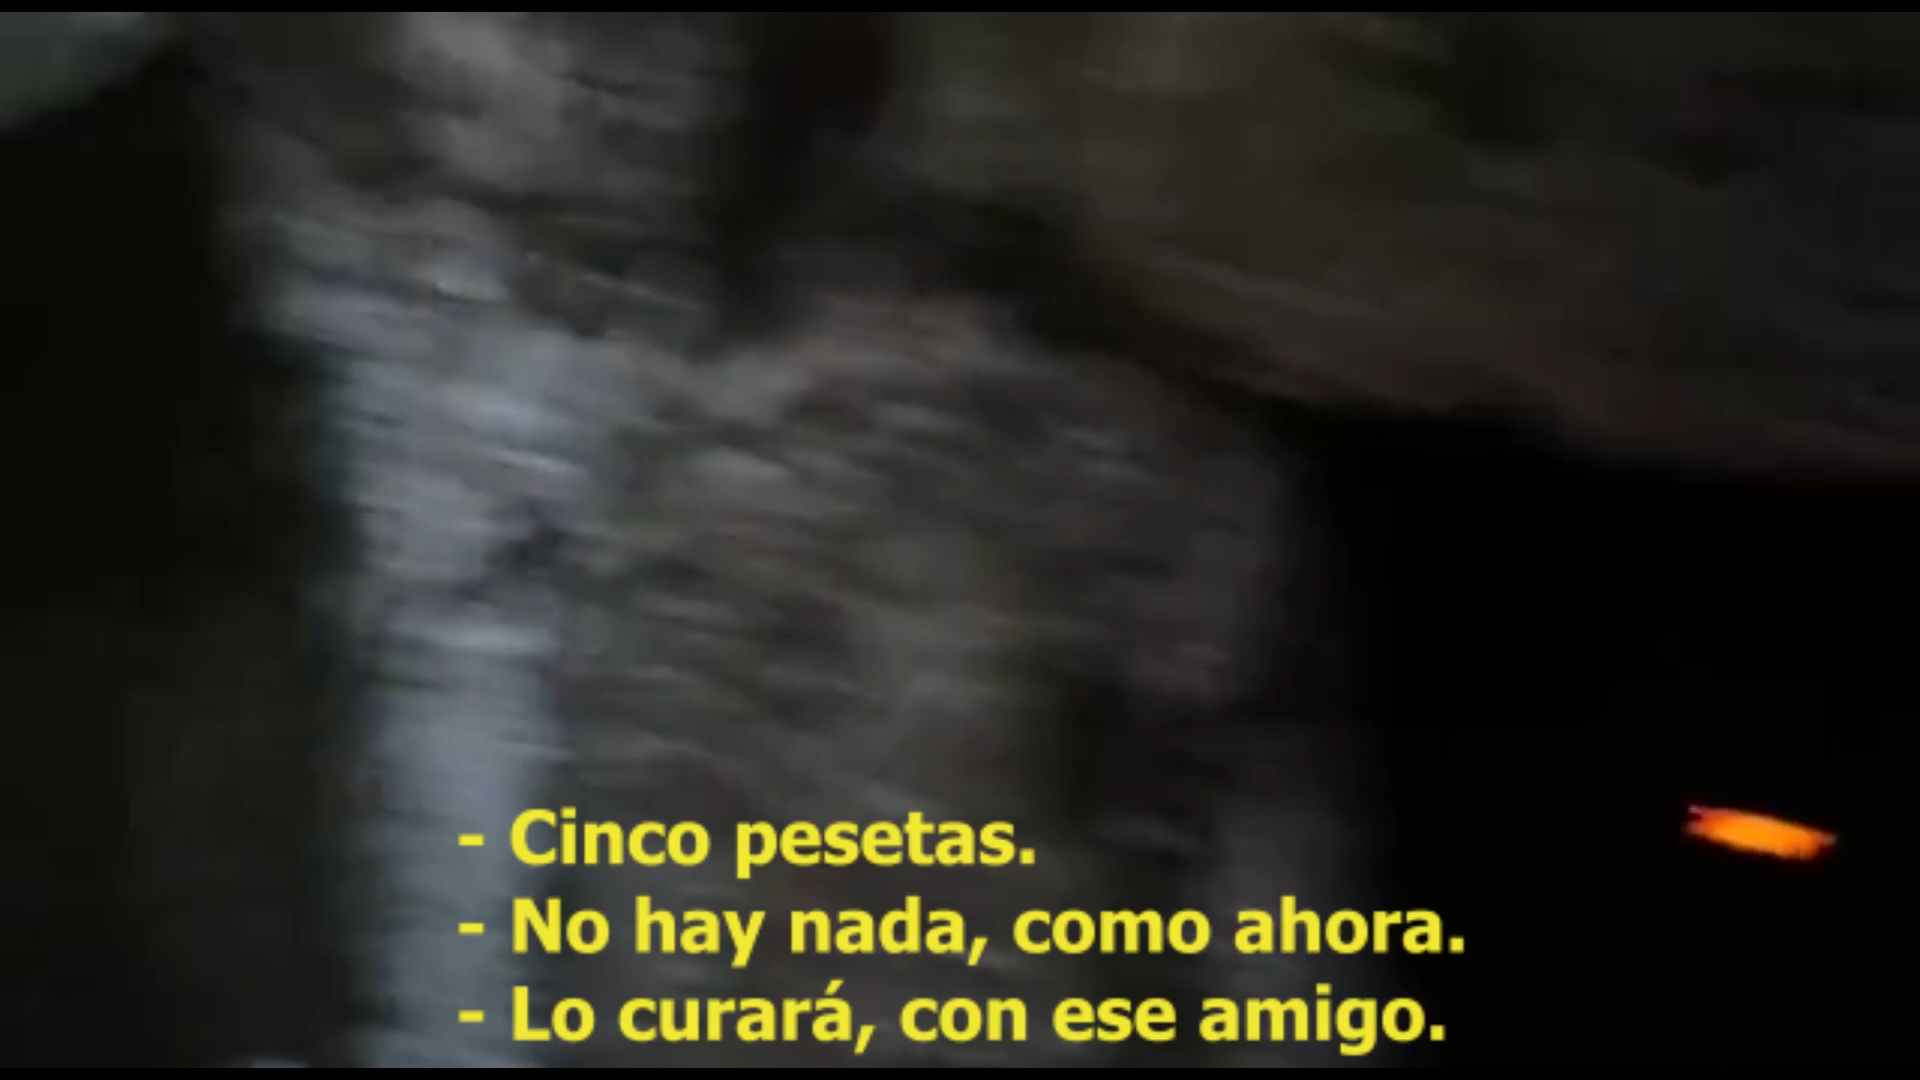 - Cinco pesetas.
- No hay nada, como ahora.
- Lo curará, con ese amigo.